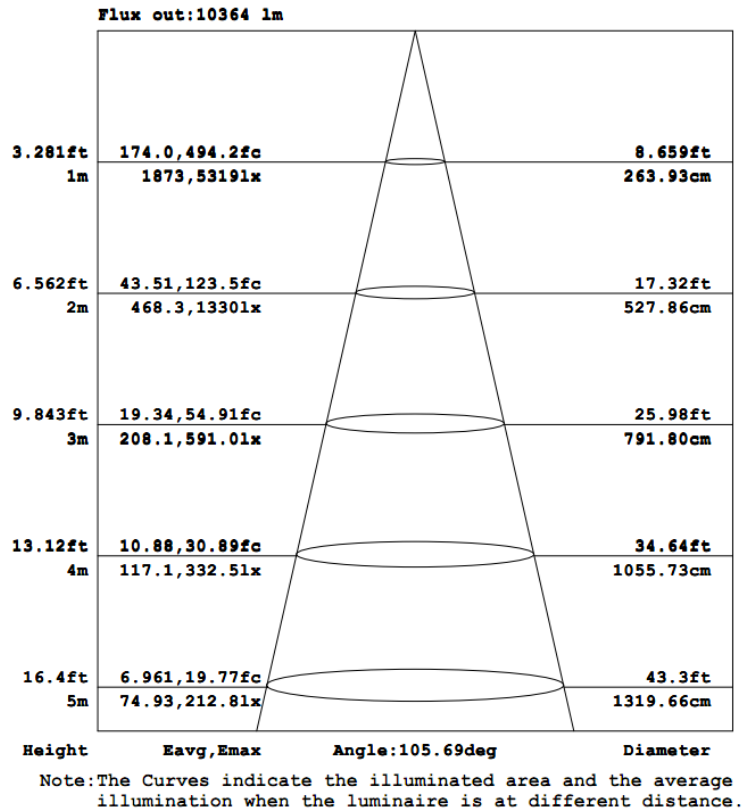 Flux out:10364 lm
3.281ft 174.0,494.2fc 8.659ft
1m 1873,5319lx 263.93cm
6.562ft 43.51,123.5fc 17.32ft
2m 468.3,1330lx 527.86cm
9.843ft 19.34,54.91fc 25.98ft
3m 208.1,591.0lx 791.80cm
13.12ft 10.88,30.89fc 34.64ft
4m 117.1,332.5lx 1055.73cm
16.4ft 6.961,19.77fc 43.3ft
5m 74.93,212.8lx 1319.66cm
Height Eavg,Emax Angle:105.69deg Diameter
Note:The Curves indicate the illuminated area and the average
illumination when the luminaire is at different distance.